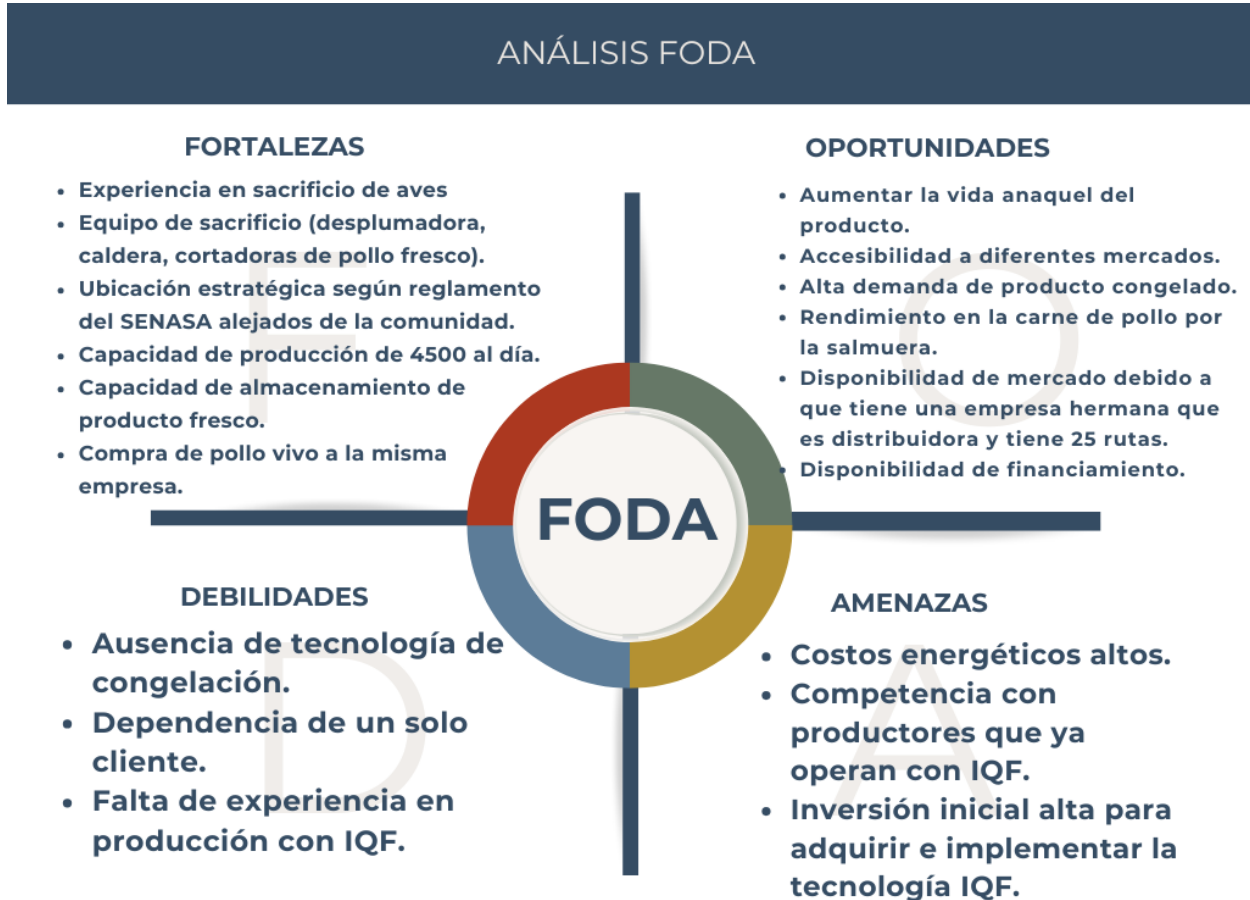 ANÁLISIS FODA
FORTALEZAS
• Experiencia en sacrificio de aves
• Equipo de sacrificio (desplumadora,
caldera, cortadoras de pollo fresco).
• Ubicación estratégica según reglamento
del SENASA alejados de la comunidad.
• Capacidad de producción de 4500 al día.
• Capacidad de almacenamiento de
producto fresco.
• Compra de pollo vivo a la misma
empresa.
F
OPORTUNIDADES
• Aumentar la vida anaquel del
producto.
• Accesibilidad a diferentes mercados.
• Alta demanda de producto congelado.
• Rendimiento en la carne de pollo por
la salmuera.
• Disponibilidad de mercado debido a
que tiene una empresa hermana que
es distribuidora y tiene 25 rutas.
• Disponibilidad de financiamiento.
O
FODA
DEBILIDADES
• Ausencia de tecnología de
congelación.
• Dependencia de un solo
cliente.
• Falta de experiencia en
producción con IQF.
D
AMENAZAS
• Costos energéticos altos.
• Competencia con
productores que ya
operan con IQF.
• Inversión inicial alta para
adquirir e implementar la
tecnología IQF.
A